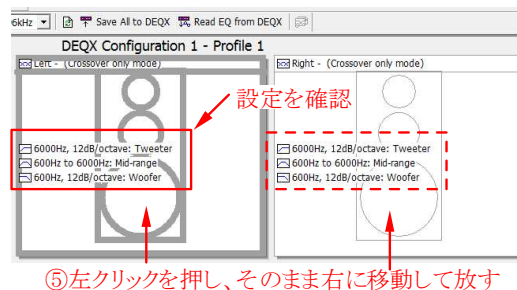 6kHz Save All to DEQX Read EQ from DEQX
DEQX Configuration 1 - Profile 1
Left - (Crossover only mode)
Right - (Crossover only mode)
設定を確認
6000Hz, 12dB/octave: Tweeter
600Hz to 6000Hz: Mid-range
600Hz, 12dB/octave: Woofer
6000Hz, 12dB/octave: Tweeter
600Hz to 6000Hz: Mid-range
600Hz, 12dB/octave: Woofer
⑤左クリックを押し、そのまま右に移動して放す